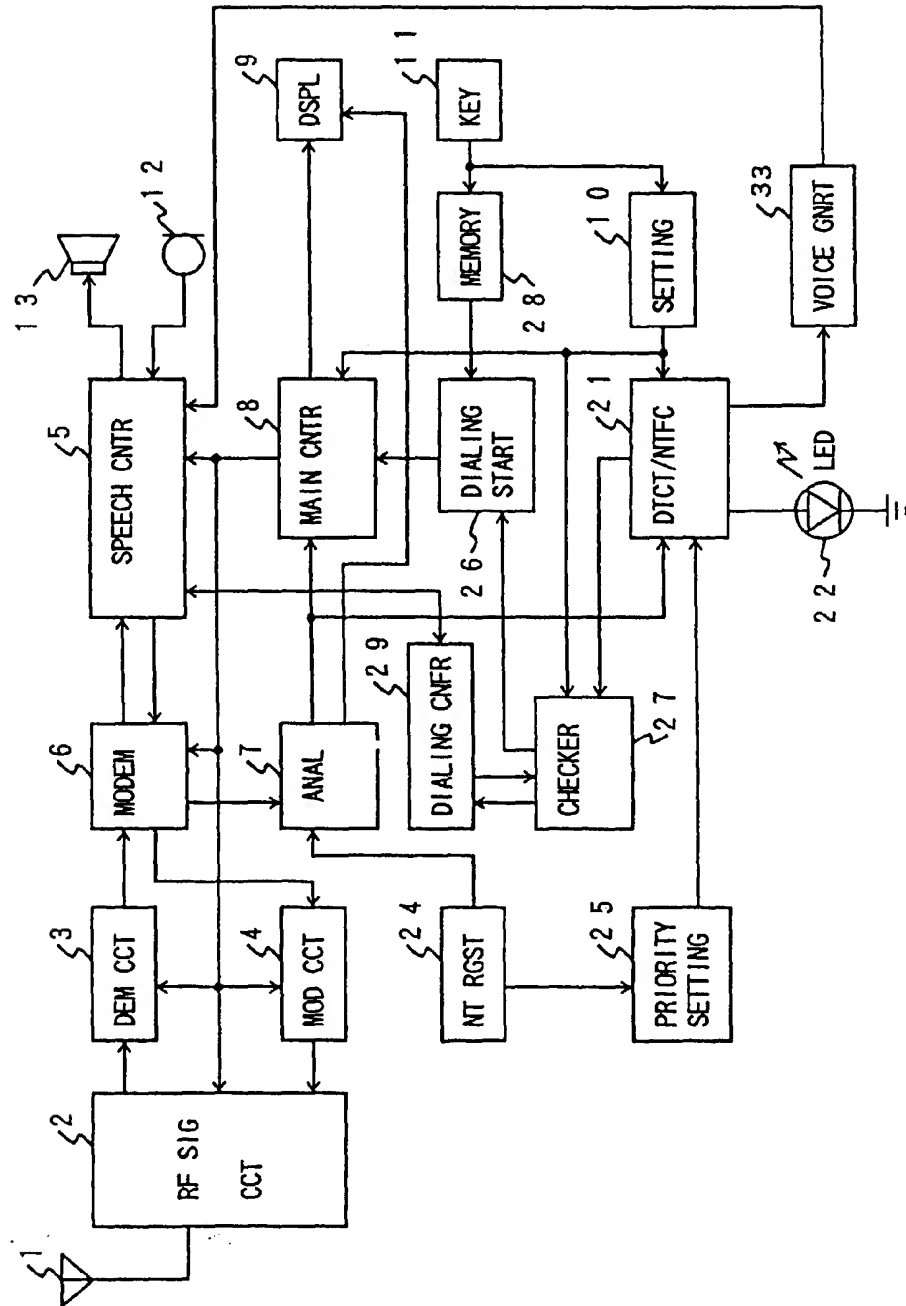 1
2
RF SIG
CCT
3
DEM CCT
4
MOD CCT
6
MODEM
5
SPEECH CNTR
13
12
7
ANAL
8
MAIN CNTR
9
DSPL
24
NT RGST
29
DIALING CNFR
26
DIALING
START
28
MEMORY
11
KEY
25
PRIORITY
SETTING
27
CHECKER
21
DTCT/NTFC
10
SETTING
22
LED
33
VOICE GNRT